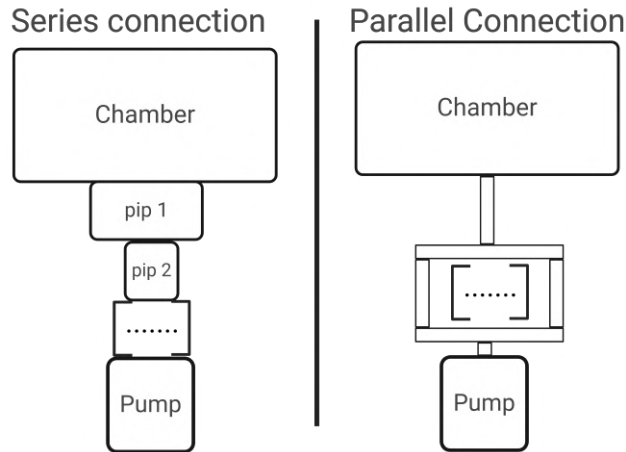 Series connection
Chamber
pip 1
pip 2
.......
Pump
Parallel Connection
Chamber
.......
Pump